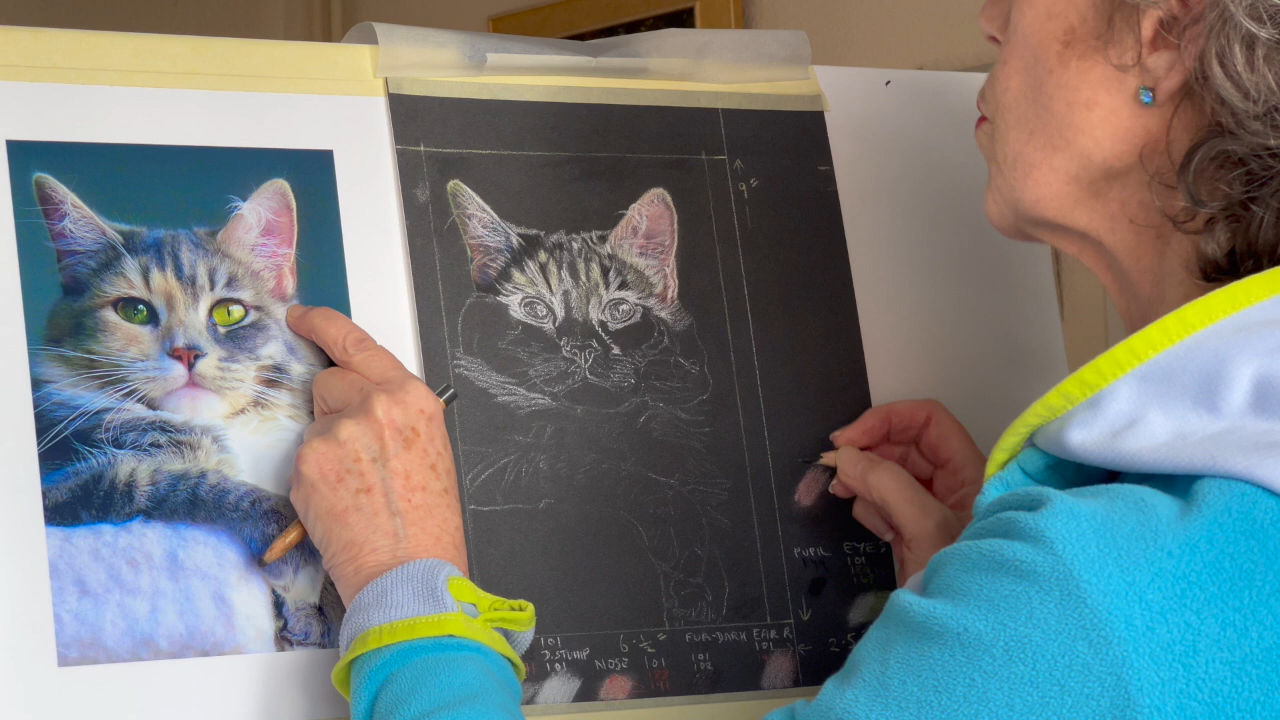 9"
PUPIL EYES
101
101 6.½" FUR-DARK EAR R
D.STUMP 101
101 NOSE 101 101
102
2.5